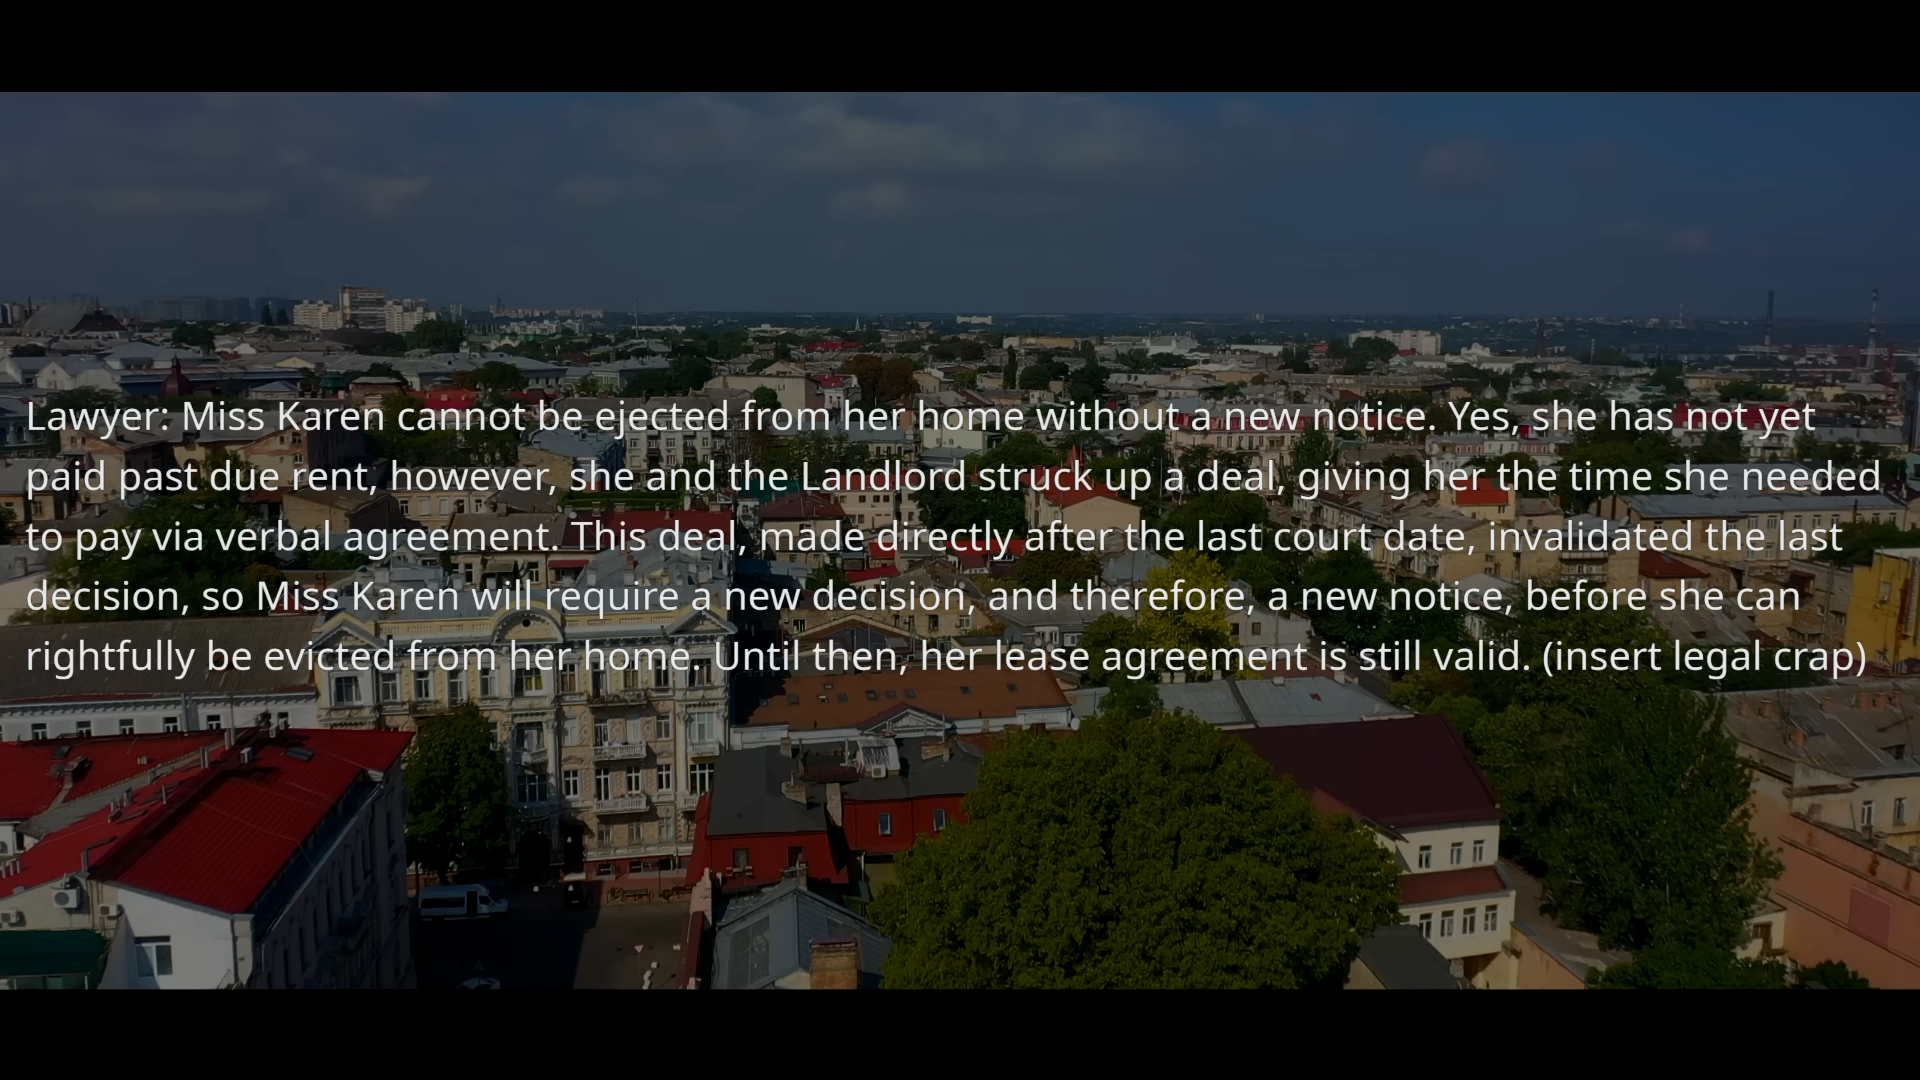 Lawyer: Miss Karen cannot be ejected from her home without a new notice. Yes, she has not yet
paid past due rent, however, she and the Landlord struck up a deal, giving her the time she needed
to pay via verbal agreement. This deal, made directly after the last court date, invalidated the last
decision, so Miss Karen will require a new decision, and therefore, a new notice, before she can
rightfully be evicted from her home. Until then, her lease agreement is still valid. (insert legal crap)